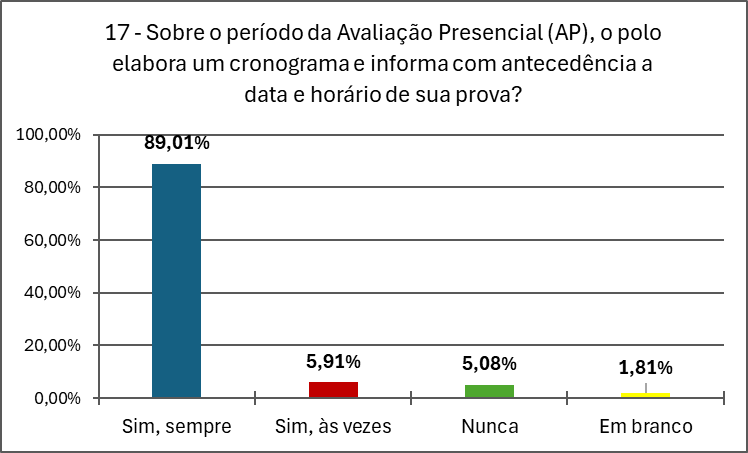 17 - Sobre o período da Avaliação Presencial (AP), o polo
elabora um cronograma e informa com antecedência a
data e horário de sua prova?
100,00%
80,00%
60,00%
40,00%
20,00%
0,00%
89,01%
5,91%
5,08%
1,81%
Sim, sempre
Sim, às vezes
Nunca
Em branco